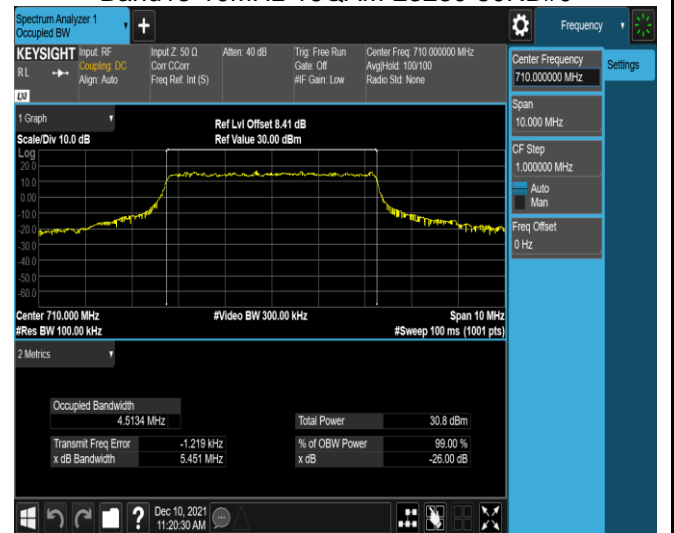 Spectrum Analyzer 1
Occupied BW
Frequency
KEYSIGHT
RL
LXI
Input: RF
Coupling: DC
Align: Auto
Input Z: 50 Ω
Corr CCorr
Freq Ref: Int (S)
Atten: 40 dB
Trig: Free Run
Gate: Off
#IF Gain: Low
Center Freq: 710.000000 MHz
Avg|Hold: 100/100
Radio Std: None
Center Frequency
710.000000 MHz
Settings
Span
10.000 MHz
CF Step
1.000000 MHz
Auto
Man
Freq Offset
0 Hz
1 Graph
Scale/Div 10.0 dB
Ref Lvl Offset 8.41 dB
Ref Value 30.00 dBm
Log
20.0
10.0
0.00
-10.0
-20.0
-30.0
-40.0
-50.0
-60.0
Center 710.000 MHz
#Video BW 300.00 kHz
Span 10 MHz
#Res BW 100.00 kHz
#Sweep 100 ms (1001 pts)
2 Metrics
Occupied Bandwidth
4.5134 MHz
Total Power 30.8 dBm
Transmit Freq Error -1.219 kHz
% of OBW Power 99.00 %
x dB Bandwidth 5.451 MHz
x dB -26.00 dB
?
Dec 10, 2021
11:20:30 AM